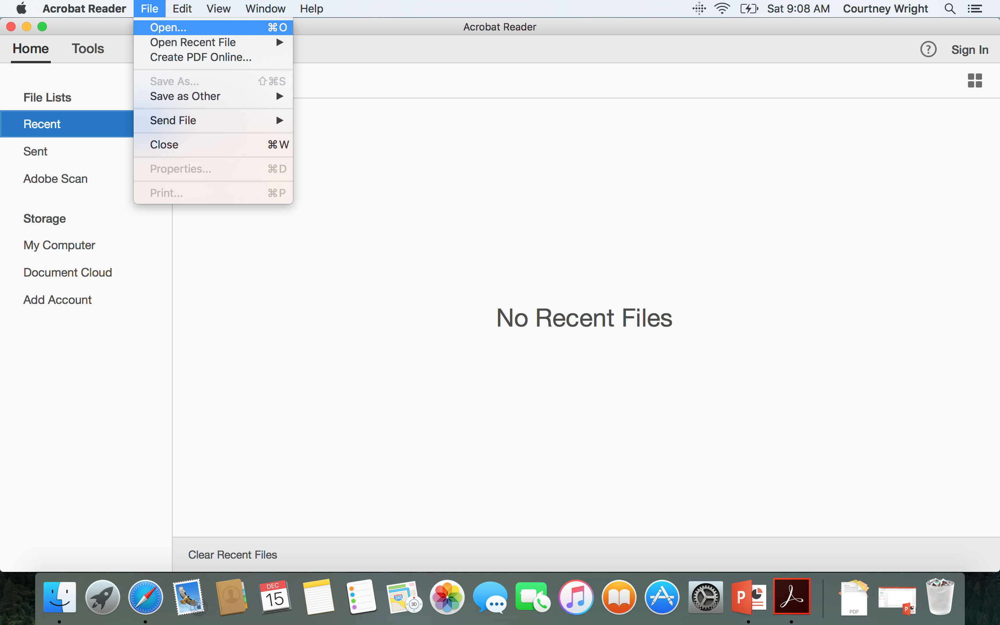 Acrobat Reader File Edit View Window Help Sat 9:08 AM Courtney Wright
Acrobat Reader
Home Tools ? Sign In
Open... ⌘O
Open Recent File ▶
Create PDF Online...
Save As... ⇧⌘S
Save as Other ▶
Send File ▶
Close ⌘W
Properties... ⌘D
Print... ⌘P
File Lists
Recent
Sent
Adobe Scan
Storage
My Computer
Document Cloud
Add Account
No Recent Files
Clear Recent Files
DEC
15
280
3D
P
PDF
P